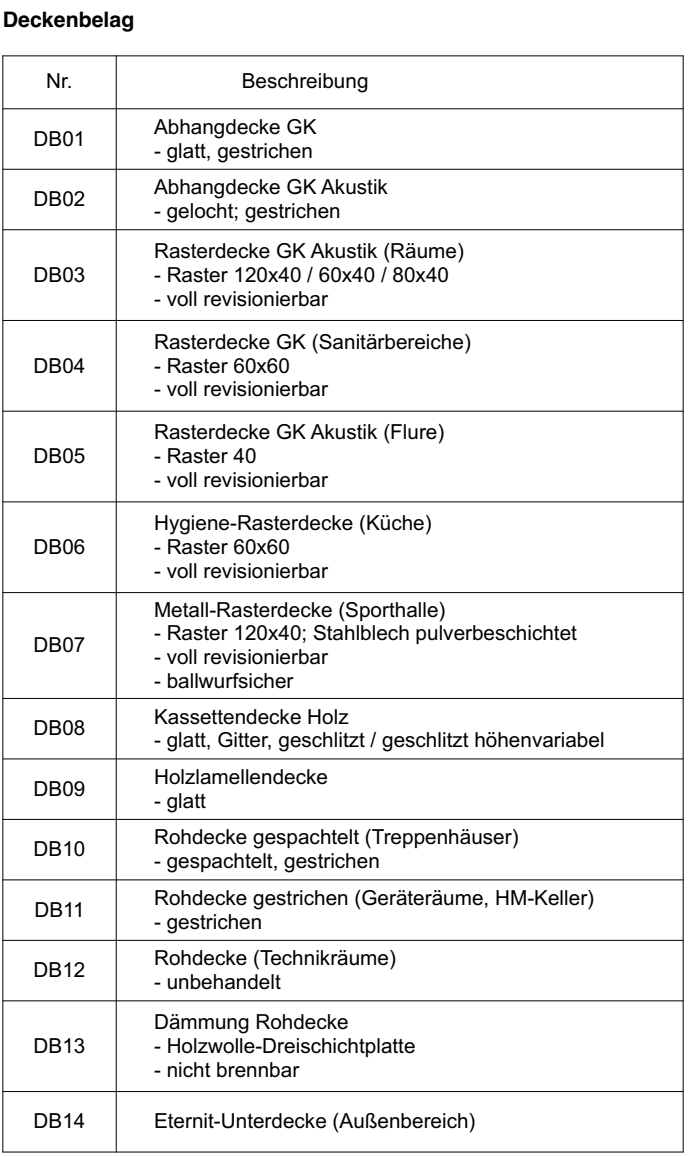 Deckenbelag
Nr. Beschreibung
DB01 Abhangdecke GK
- glatt, gestrichen
DB02 Abhangdecke GK Akustik
- gelocht; gestrichen
DB03 Rasterdecke GK Akustik (Räume)
- Raster 120x40 / 60x40 / 80x40
- voll revisionierbar
DB04 Rasterdecke GK (Sanitärbereiche)
- Raster 60x60
- voll revisionierbar
DB05 Rasterdecke GK Akustik (Flure)
- Raster 40
- voll revisionierbar
DB06 Hygiene-Rasterdecke (Küche)
- Raster 60x60
- voll revisionierbar
DB07 Metall-Rasterdecke (Sporthalle)
- Raster 120x40; Stahlblech pulverbeschichtet
- voll revisionierbar
- ballwurfsicher
DB08 Kassettendecke Holz
- glatt, Gitter, geschlitzt / geschlitzt höhenvariabel
DB09 Holzlamellendecke
- glatt
DB10 Rohdecke gespachtelt (Treppenhäuser)
- gespachtelt, gestrichen
DB11 Rohdecke gestrichen (Geräteräume, HM-Keller)
- gestrichen
DB12 Rohdecke (Technikräume)
- unbehandelt
DB13 Dämmung Rohdecke
- Holzwolle-Dreischichtplatte
- nicht brennbar
DB14 Eternit-Unterdecke (Außenbereich)